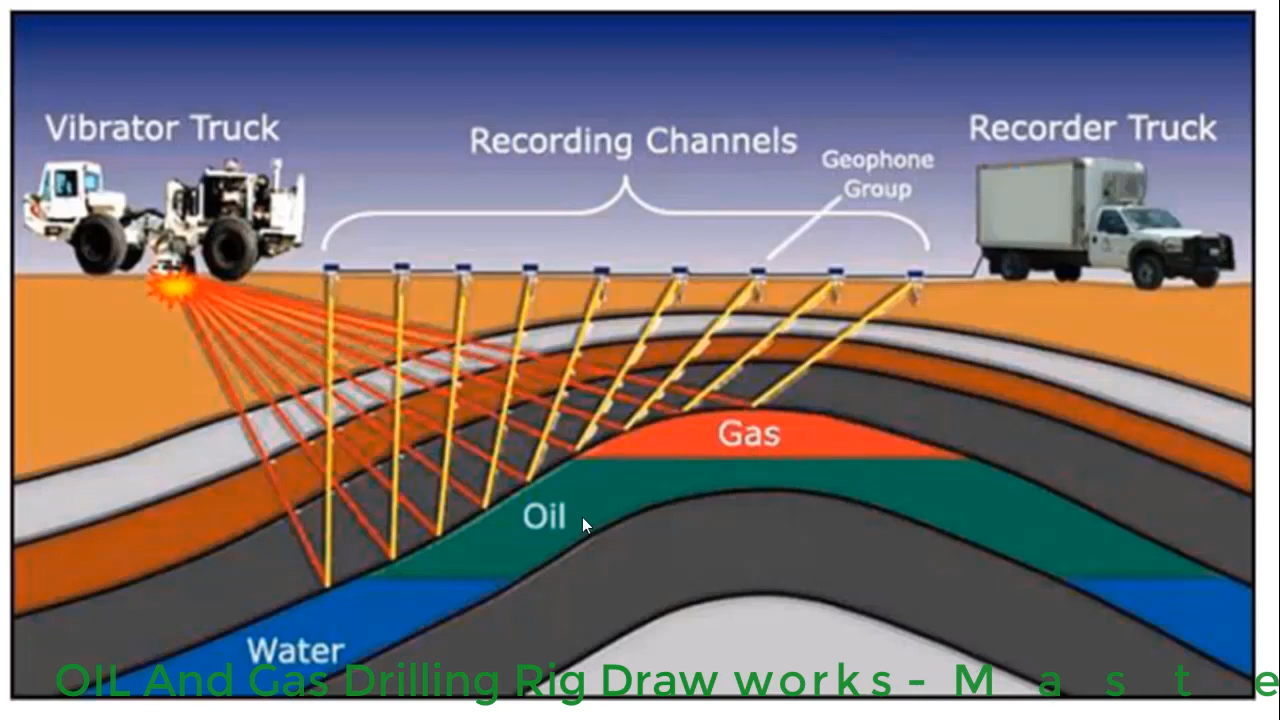 Vibrator Truck
Recording Channels
Geophone
Group
Recorder Truck
Gas
Oil
Water
OIL And Gas Drilling Rig Draw works - M a s t e